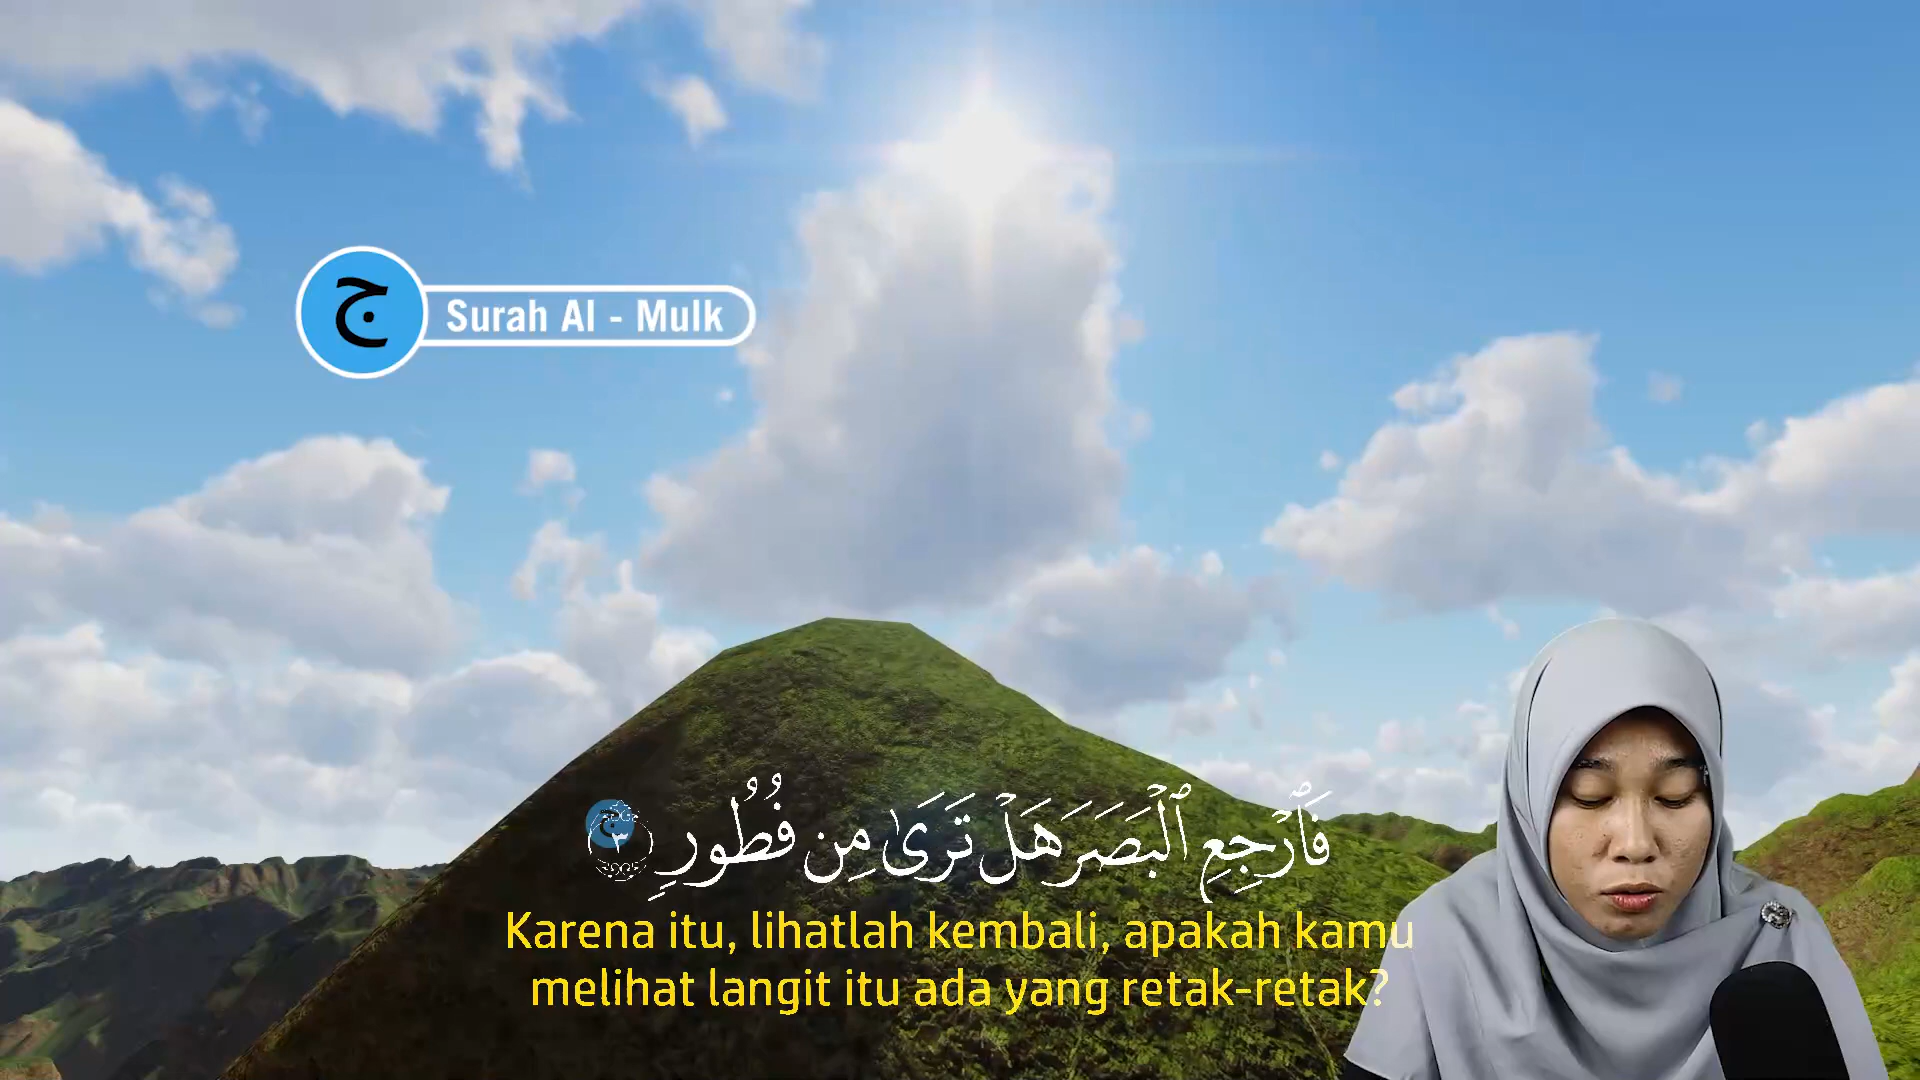 ج
Surah Al - Mulk
فَٱرْجِعِ ٱلْبَصَرَ هَلْ تَرَىٰ مِن فُطُورٍ ٣
Karena itu, lihatlah kembali, apakah kamu
melihat langit itu ada yang retak-retak?